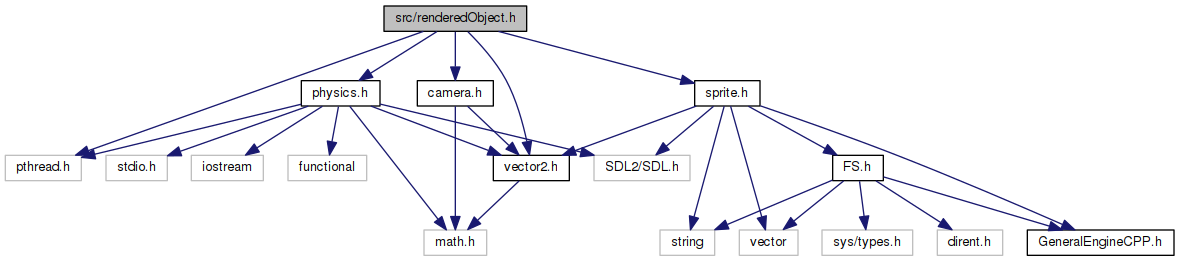 src/renderedObject.h
physics.h
camera.h
sprite.h
pthread.h
stdio.h
iostream
functional
vector2.h
SDL2/SDL.h
FS.h
math.h
string
vector
sys/types.h
dirent.h
GeneralEngineCPP.h